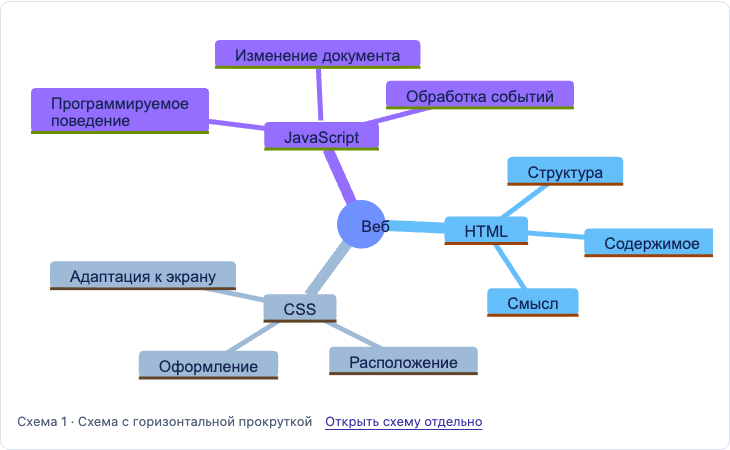 Изменение документа
Программируемое
поведение
Обработка событий
JavaScript
Структура
Веб
HTML
Содержимое
Адаптация к экрану
CSS
Смысл
Оформление
Расположение
Схема 1 · Схема с горизонтальной прокруткой Открыть схему отдельно